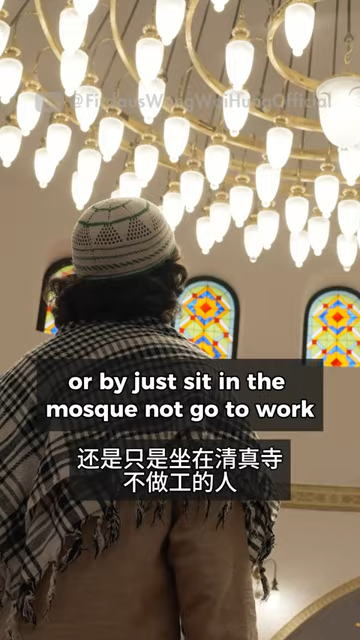 @FirdausWongWaiHungOfficial
or by just sit in the
mosque not go to work
还是只是坐在清真寺
不做工的人